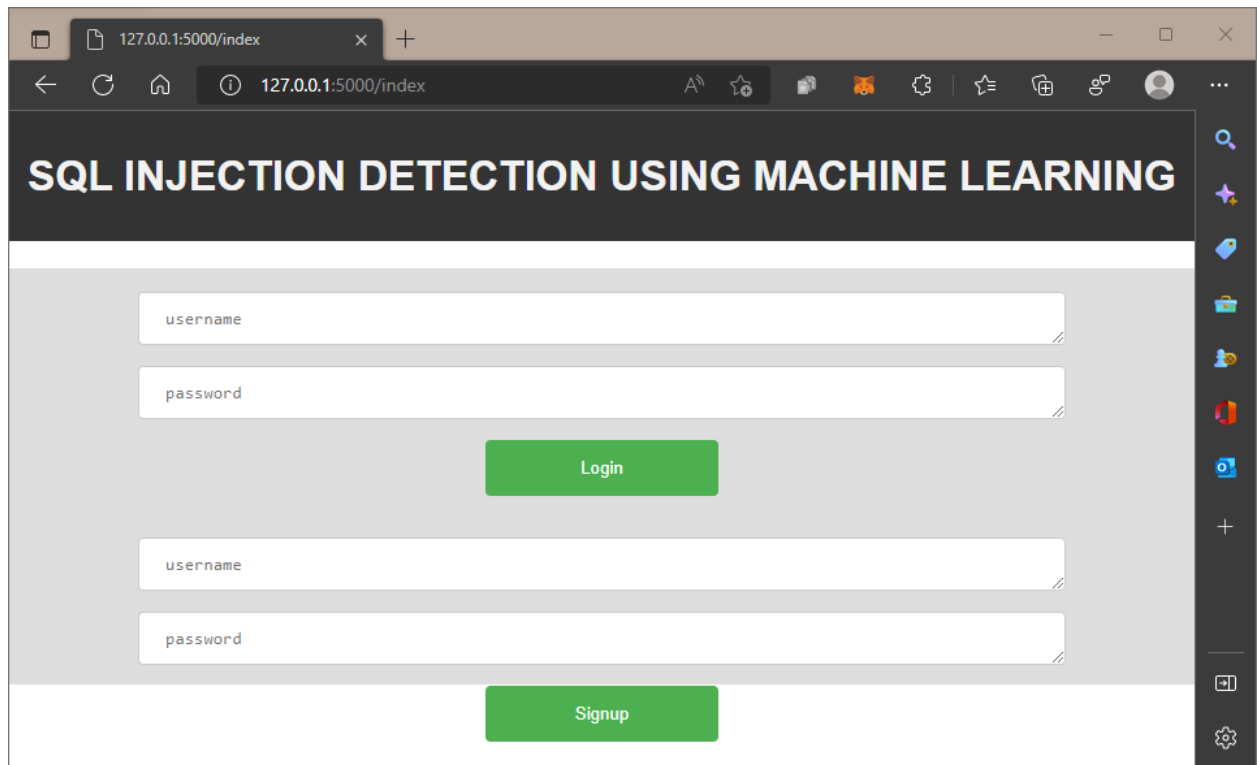 127.0.0.1:5000/index
127.0.0.1:5000/index
SQL INJECTION DETECTION USING MACHINE LEARNING
username
password
Login
username
password
Signup